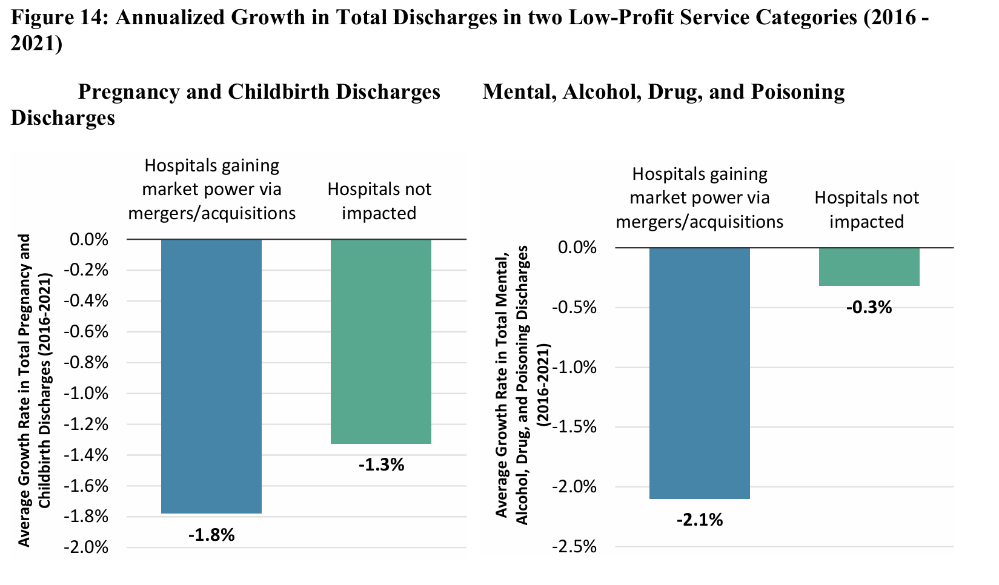 Figure 14: Annualized Growth in Total Discharges in two Low-Profit Service Categories (2016 -
2021)
Pregnancy and Childbirth Discharges Mental, Alcohol, Drug, and Poisoning
Discharges
Hospitals gaining
market power via
mergers/acquisitions
Hospitals not
impacted
Average Growth Rate in Total Pregnancy and
Childbirth Discharges (2016-2021)
0.0%
-0.2%
-0.4%
-0.6%
-0.8%
-1.0%
-1.2%
-1.4%
-1.6%
-1.8%
-2.0%
-1.8%
-1.3%
Hospitals gaining
market power via
mergers/acquisitions
Hospitals not
impacted
Average Growth Rate in Total Mental,
Alcohol, Drug, and Poisoning Discharges
(2016-2021)
0.0%
-0.5%
-1.0%
-1.5%
-2.0%
-2.5%
-2.1%
-0.3%